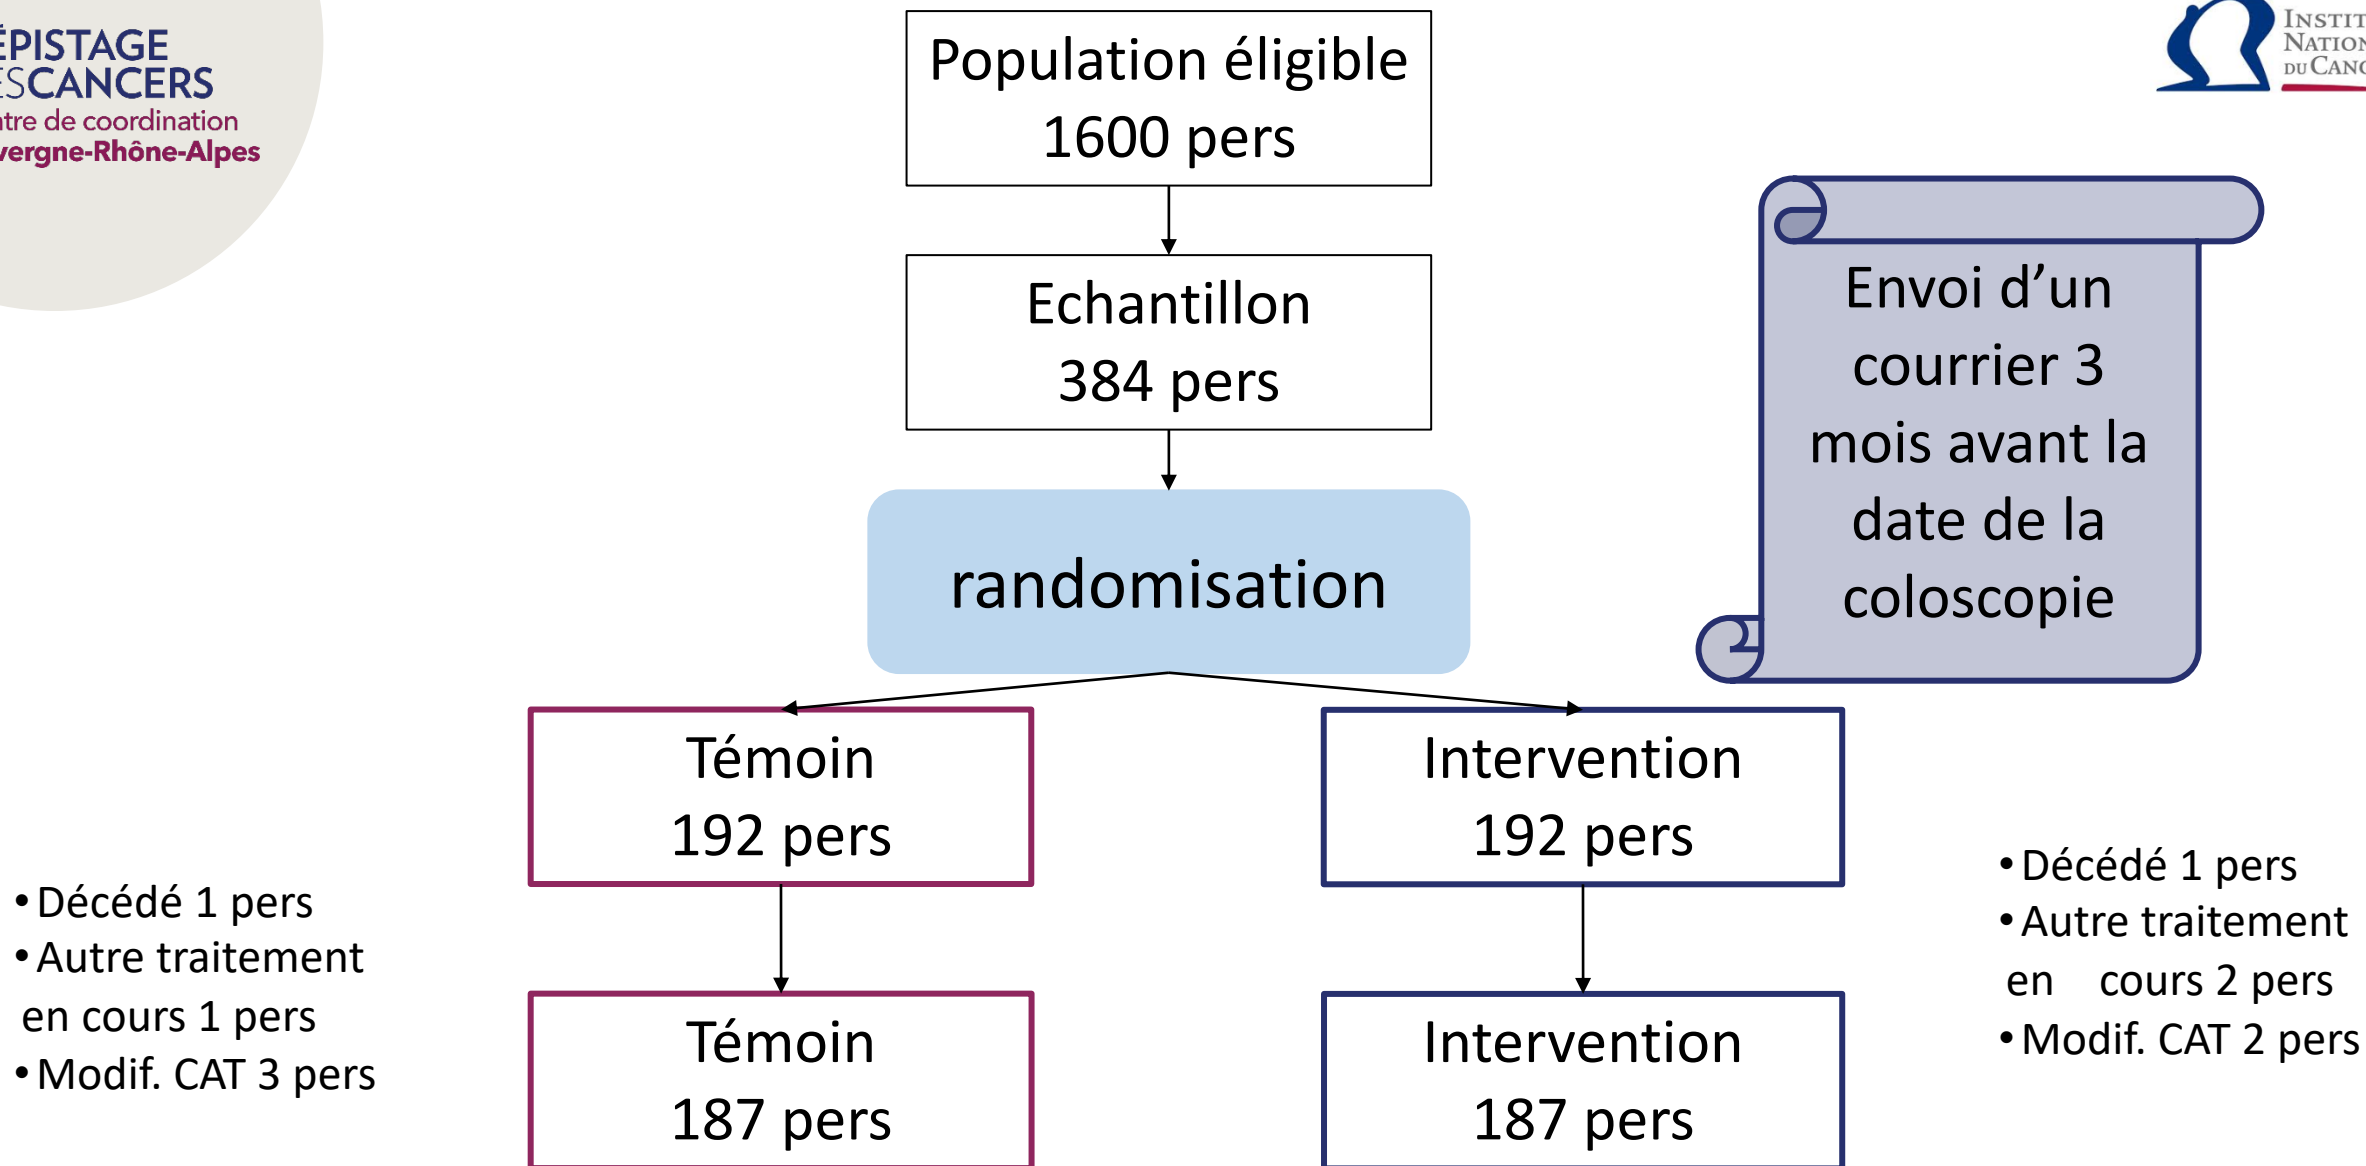 ÉPISTAGE
ESCANCERS
ntre de coordination
vergne-Rhône-Alpes
INSTIT
NATION
DU CANC
Population éligible
1600 pers
Echantillon
384 pers
randomisation
Envoi d’un
courrier 3
mois avant la
date de la
coloscopie
Témoin
192 pers
Intervention
192 pers
•Décédé 1 pers
•Autre traitement
en cours 1 pers
•Modif. CAT 3 pers
•Décédé 1 pers
•Autre traitement
en cours 2 pers
•Modif. CAT 2 pers
Témoin
187 pers
Intervention
187 pers